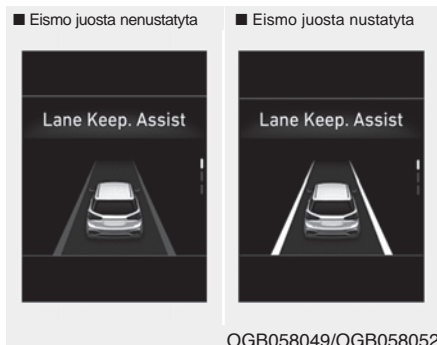 ■ Eismo juosta nenustatyta
■ Eismo juosta nustatyta
Lane Keep. Assist
Lane Keep. Assist
OGB058049/OGB058052